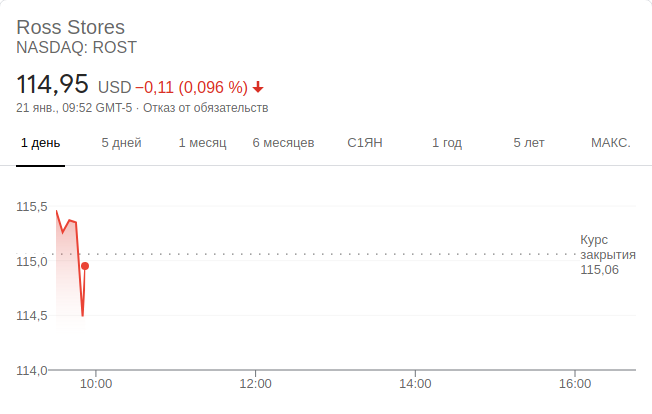 Ross Stores
NASDAQ: ROST
114,95 USD −0,11 (0,096 %)
21 янв., 09:52 GMT-5 · Отказ от обязательств
1 день 5 дней 1 месяц 6 месяцев С1ЯН 1 год 5 лет МАКС.
115,5
Курс
закрытия
115,0
115,06
114,5
114,0
10:00 12:00 14:00 16:00